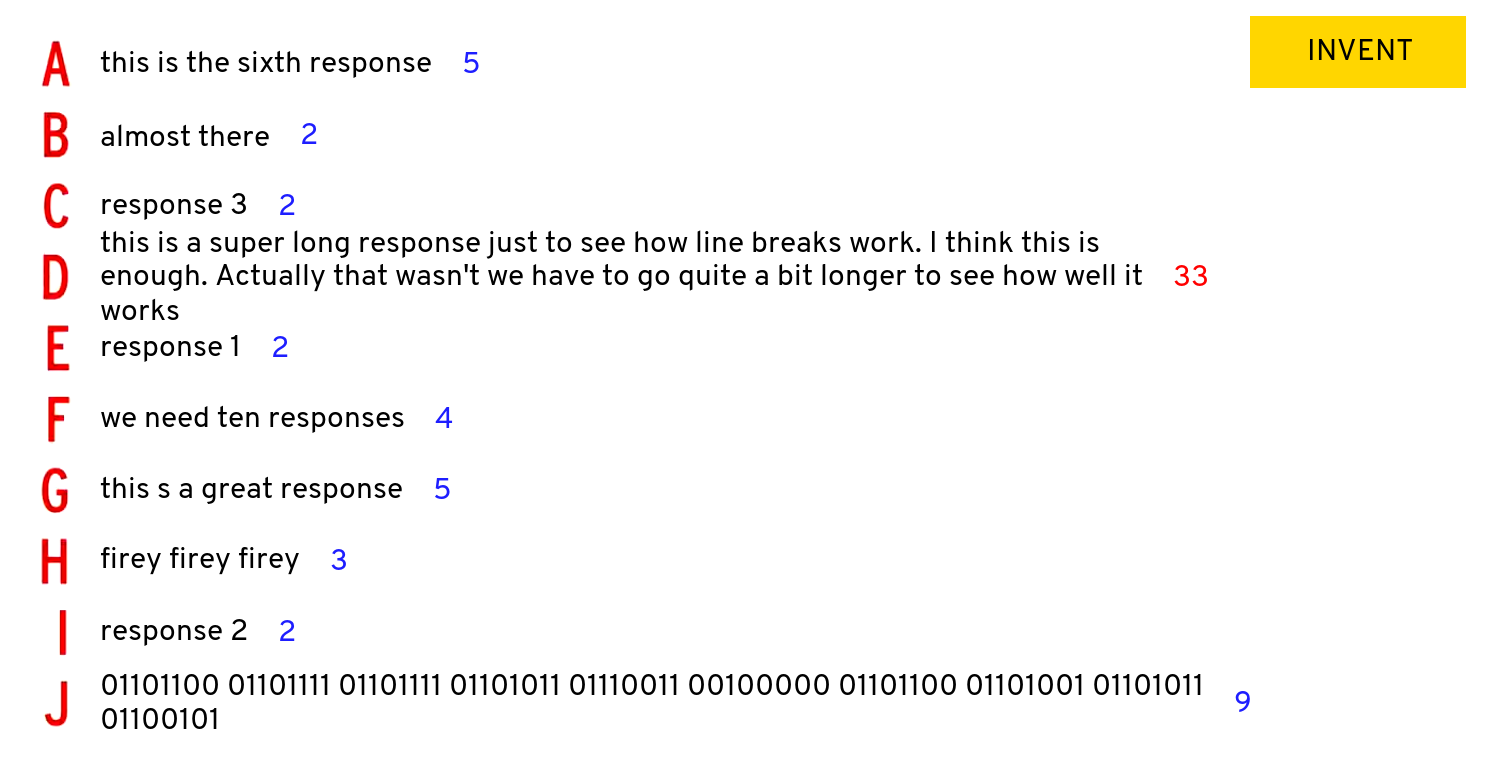 A this is the sixth response 5
INVENT
B almost there 2
C response 3 2
D this is a super long response just to see how line breaks work. I think this is
enough. Actually that wasn't we have to go quite a bit longer to see how well it 33
works
E response 1 2
F we need ten responses 4
G this s a great response 5
H firey firey firey 3
I response 2 2
J 01101100 01101111 01101111 01101011 01110011 00100000 01101100 01101001 01101011
01100101 9